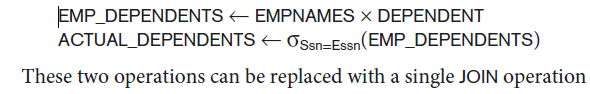 EMP_DEPENDENTS ← EMPNAMES × DEPENDENT
ACTUAL_DEPENDENTS ← σSsn=Essn(EMP_DEPENDENTS)
These two operations can be replaced with a single JOIN operation